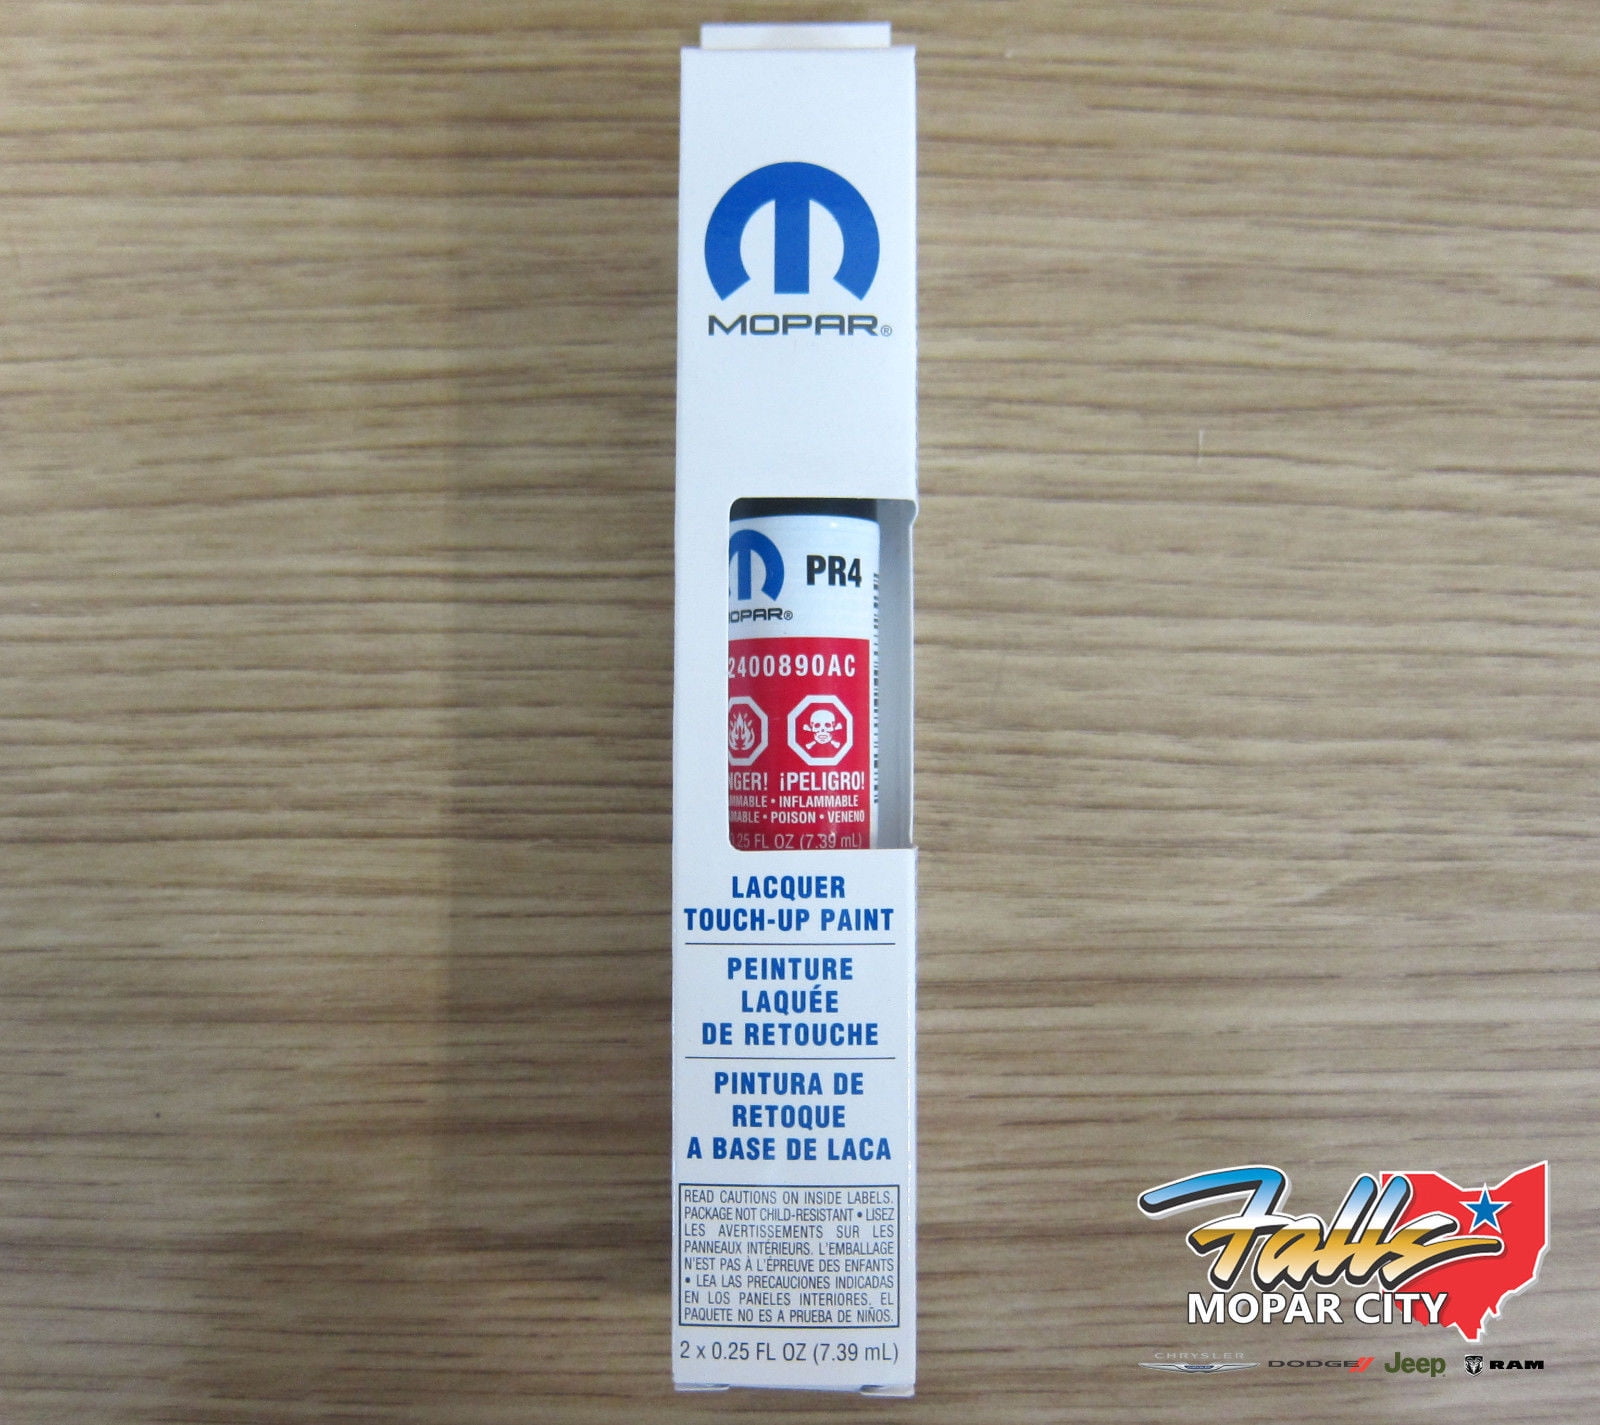 MOPAR®
PR4
MOPAR®
2400890AC
¡PELIGRO!
• INFLAMMABLE
• POISON • VENENO
0.25 FL OZ (7.39 mL)
LACQUER
TOUCH-UP PAINT
PEINTURE
LAQUÉE
DE RETOUCHE
PINTURA DE
RETOQUE
A BASE DE LACA
READ CAUTIONS ON INSIDE LABELS.
PACKAGE NOT CHILD-RESISTANT • LISEZ
LES AVERTISSEMENTS SUR LES
PANNEAUX INTÉRIEURS. L'EMBALLAGE
N'EST PAS À L'ÉPREUVE DES ENFANTS
• LEA LAS PRECAUCIONES INDICADAS
EN LOS PANELES INTERIORES. EL
PAQUETE NO ES A PRUEBA DE NIÑOS.
2 x 0.25 FL OZ (7.39 mL)
Falls
MOPAR CITY
CHRYSLER DODGE Jeep RAM